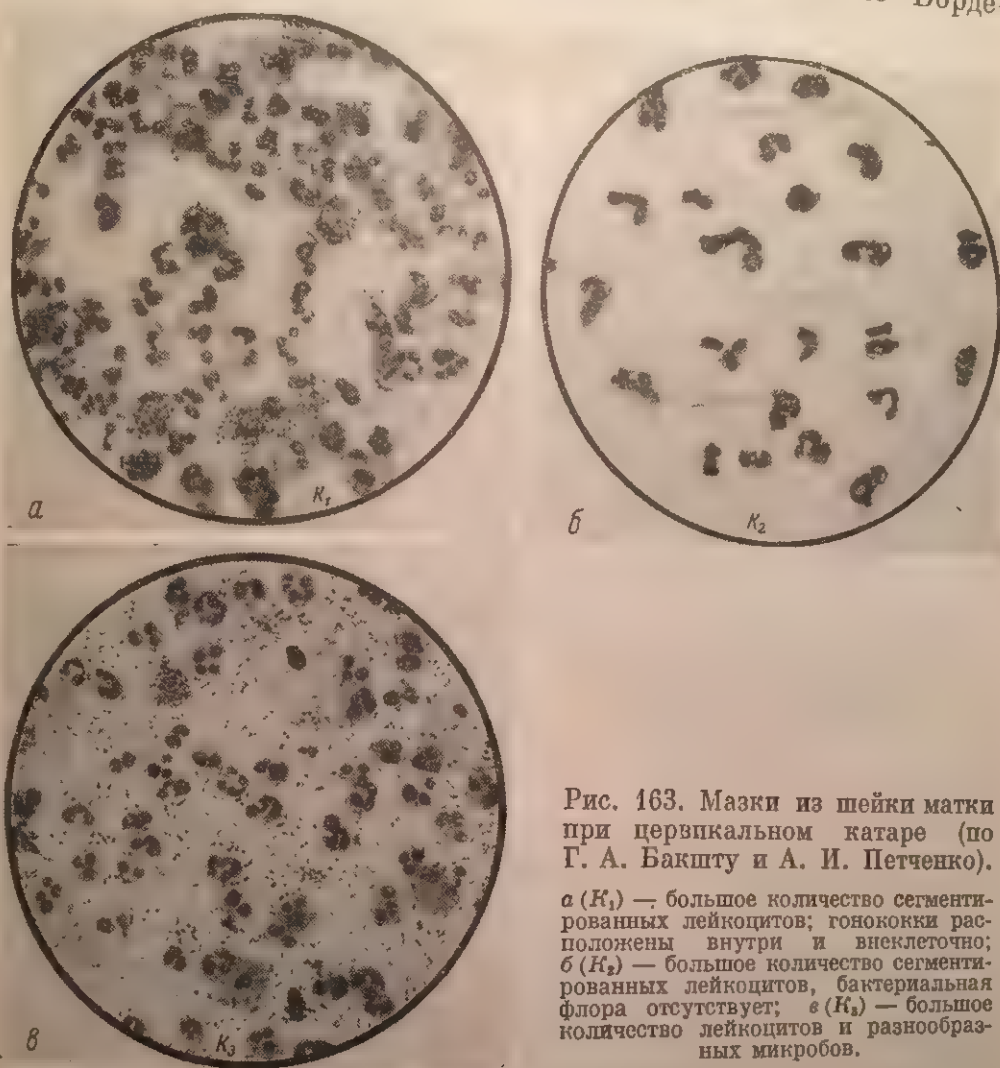 Борде-
а
K₁
б
K₂
в
K₃
Рис. 163. Мазки из шейки матки
при цервикальном катаре (по
Г. А. Бакшту и А. И. Петченко).
а (K₁) — большое количество сегменти-
рованных лейкоцитов; гонококки рас-
положены внутри и внеклеточно;
б (K₂) — большое количество сегменти-
рованных лейкоцитов, бактериальная
флора отсутствует; в (K₃) — большое
количество лейкоцитов и разнообраз-
ных микробов.